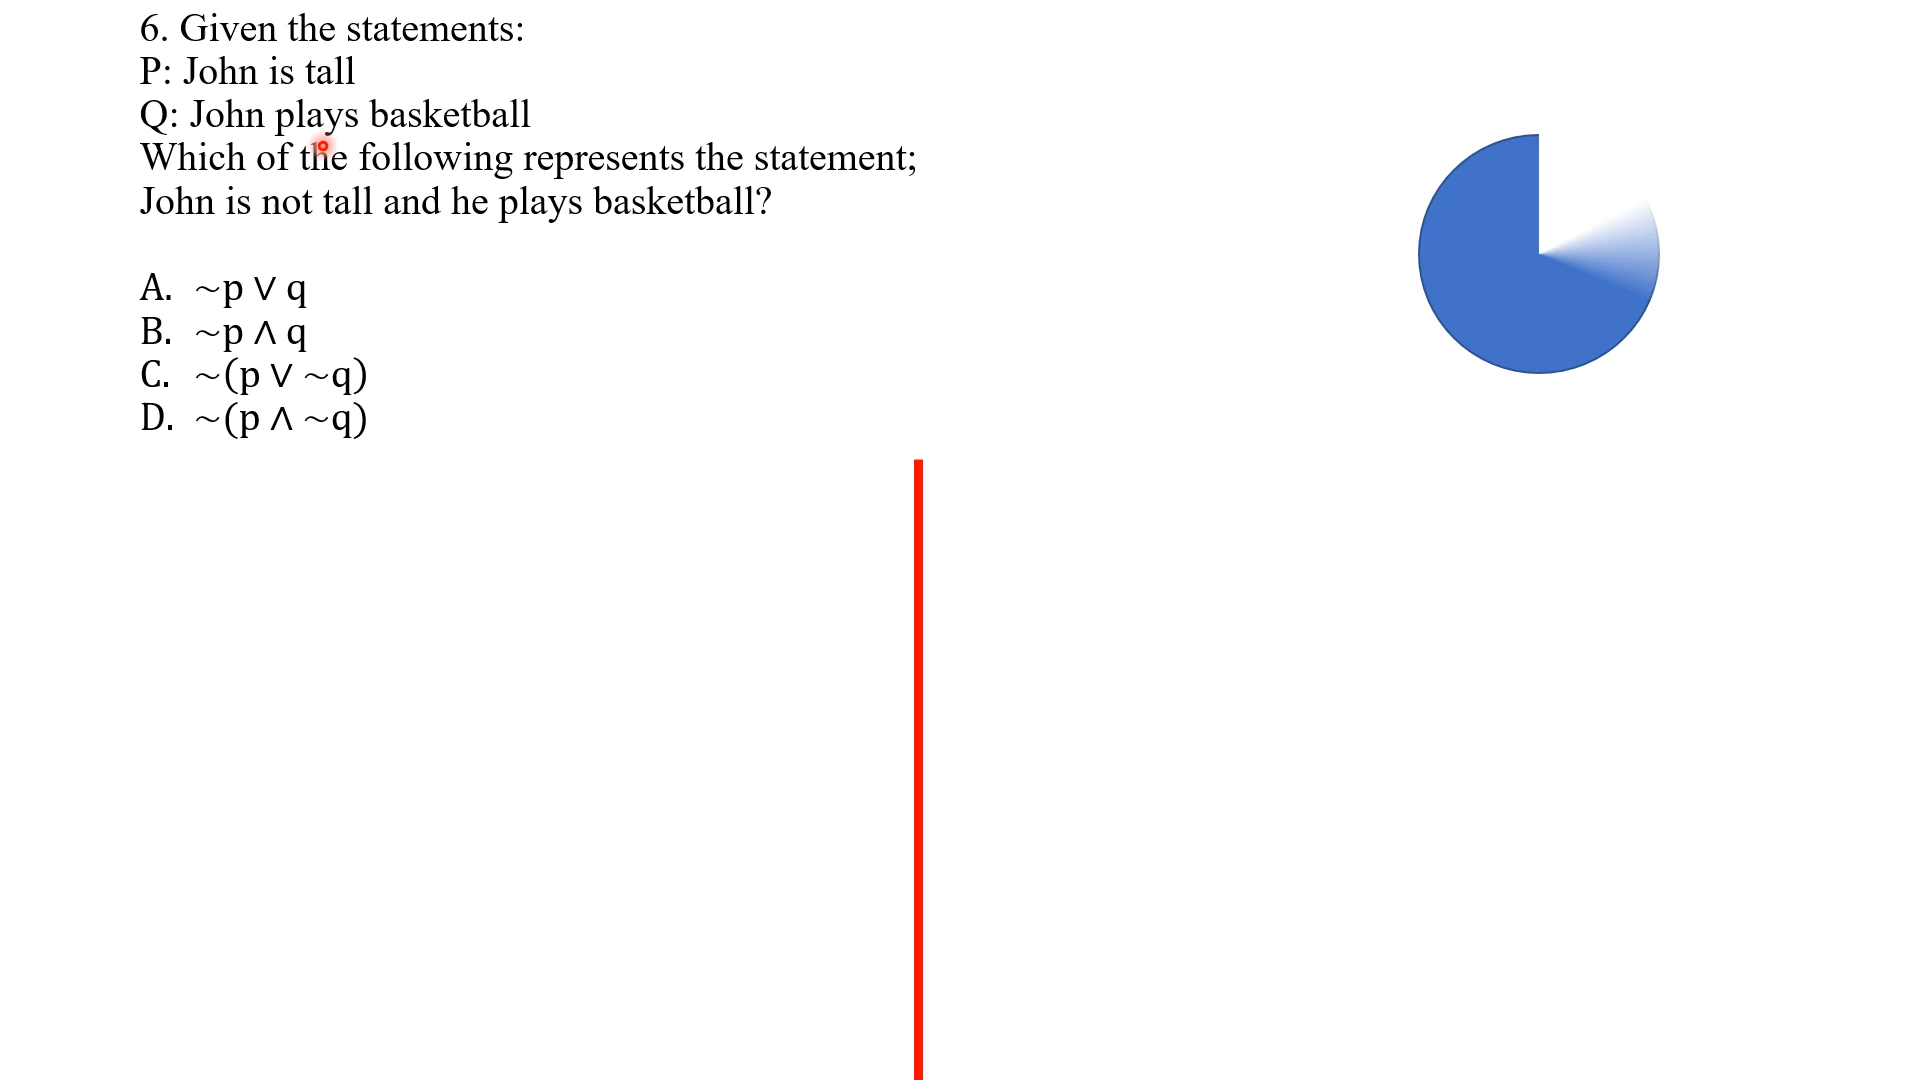 6. Given the statements:
P: John is tall
Q: John plays basketball
Which of the following represents the statement;
John is not tall and he plays basketball?
A. ~p ∨ q
B. ~p ∧ q
C. ~(p ∨ ~q)
D. ~(p ∧ ~q)